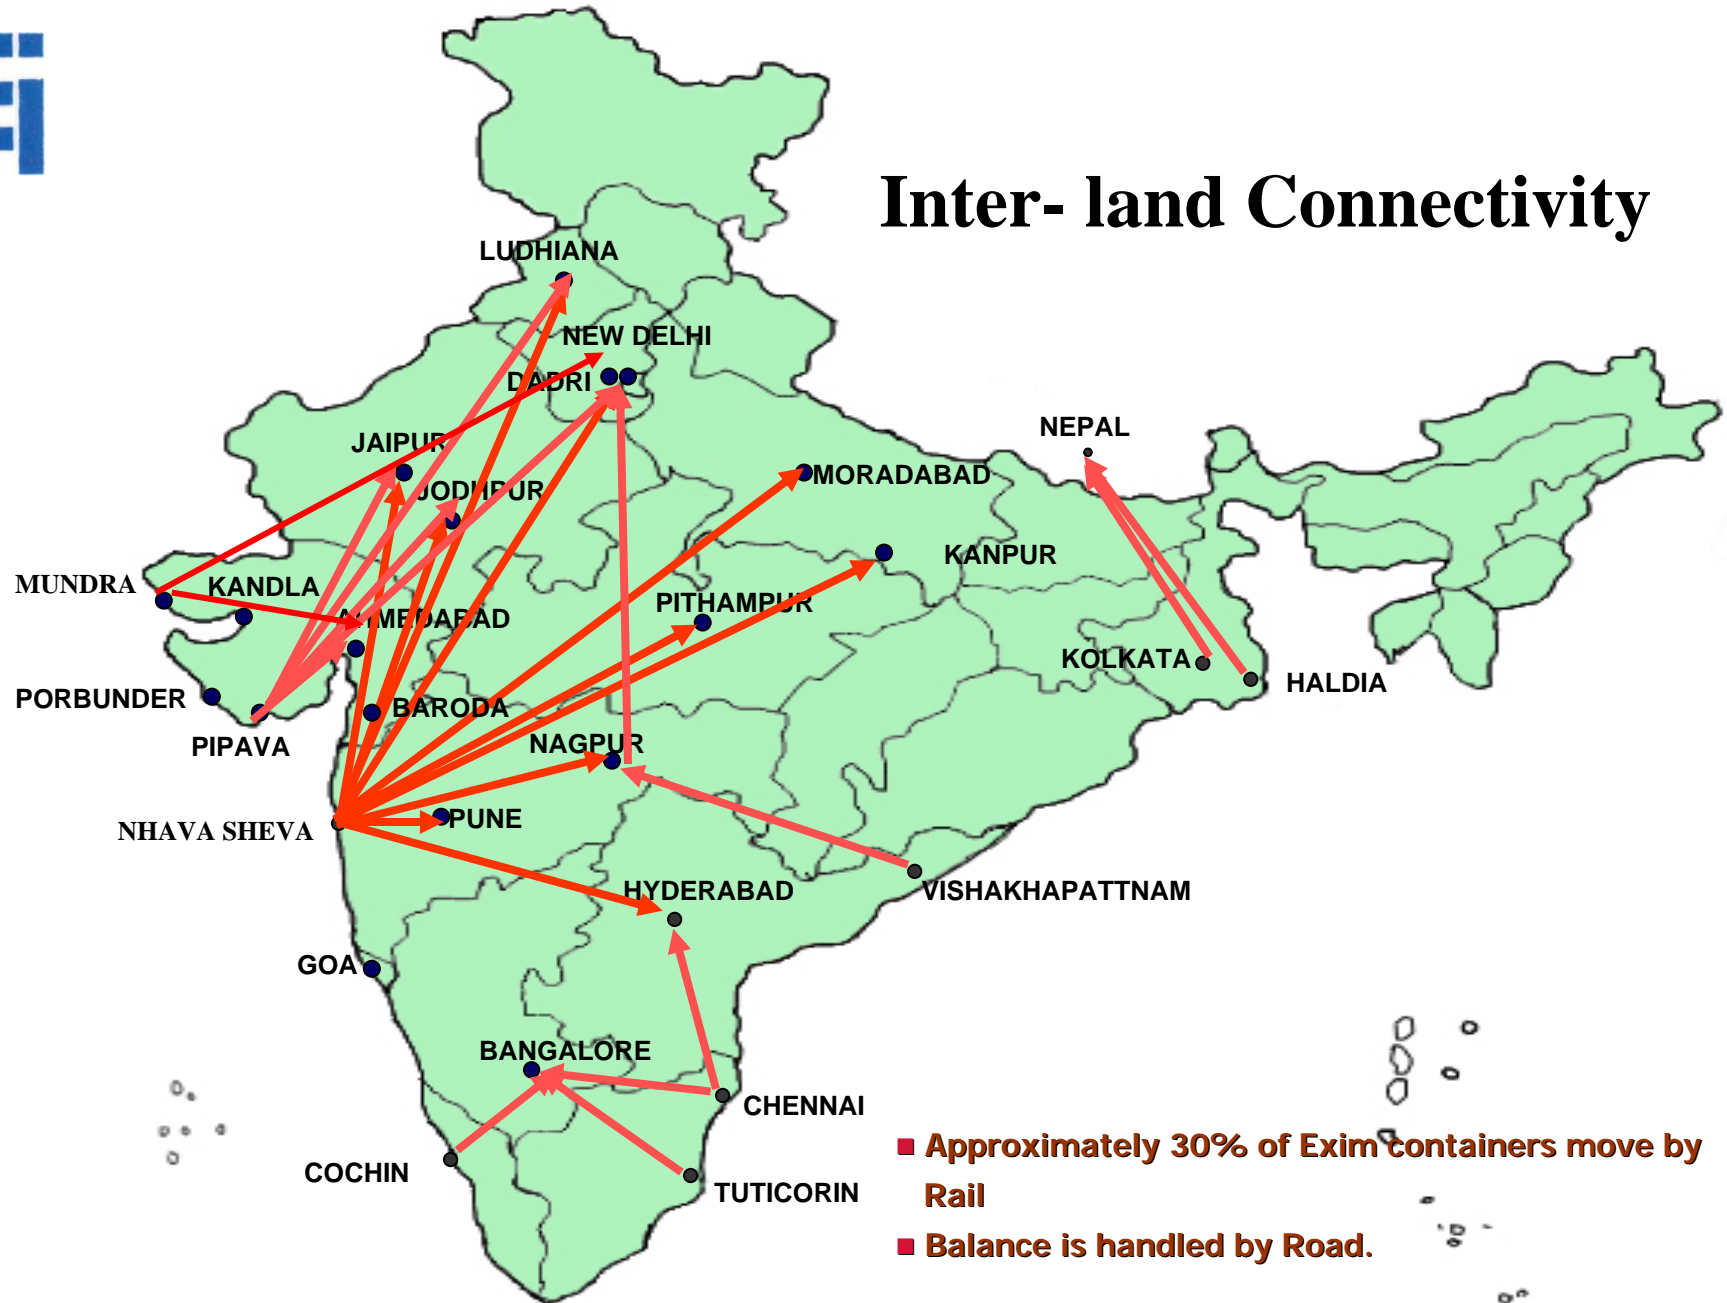 Inter- land Connectivity
LUDHIANA
NEW DELHI
DADRI
NEPAL
JAIPUR
MORADABAD
JODHPUR
KANPUR
MUNDRA
KANDLA
PITHAMPUR
AHMEDABAD
KOLKATA
HALDIA
PORBUNDER
BARODA
PIPAVA
NAGPUR
PUNE
NHAVA SHEVA
HYDERABAD
VISHAKHAPATTNAM
GOA
BANGALORE
CHENNAI
COCHIN
TUTICORIN
Approximately 30% of Exim containers move by
Rail
Balance is handled by Road.